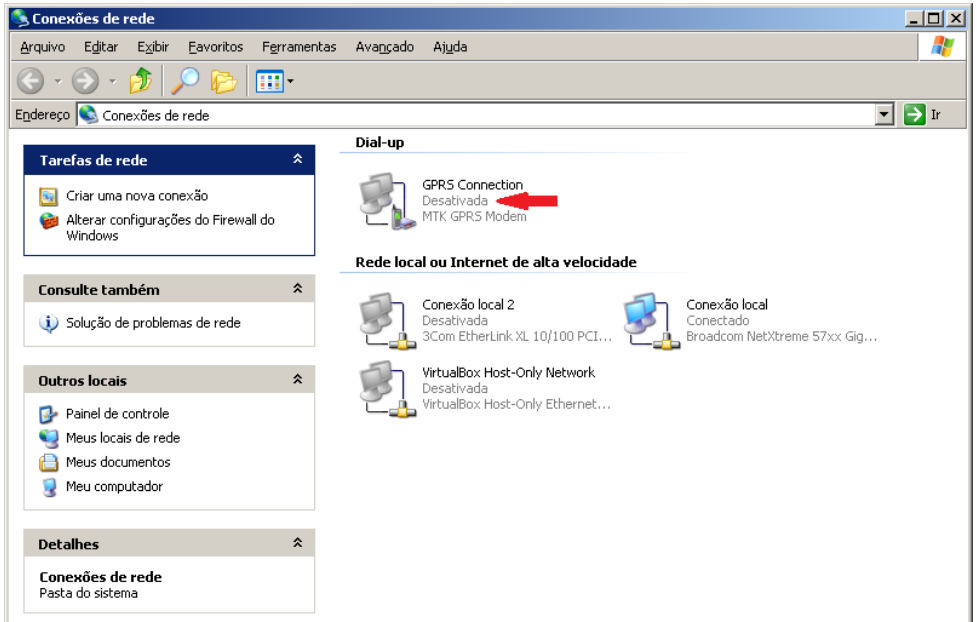 Conexões de rede
Arquivo Editar Exibir Favoritos Ferramentas Avançado Ajuda
Endereço Conexões de rede Ir
Tarefas de rede
Criar uma nova conexão
Alterar configurações do Firewall do
Windows
Consulte também
Solução de problemas de rede
Outros locais
Painel de controle
Meus locais de rede
Meus documentos
Meu computador
Detalhes
Conexões de rede
Pasta do sistema
Dial-up
GPRS Connection
Desativada
MTK GPRS Modem
Rede local ou Internet de alta velocidade
Conexão local 2
Desativada
3Com EtherLink XL 10/100 PCI...
Conexão local
Conectado
Broadcom NetXtreme 57xx Gig...
VirtualBox Host-Only Network
Desativada
VirtualBox Host-Only Ethernet...